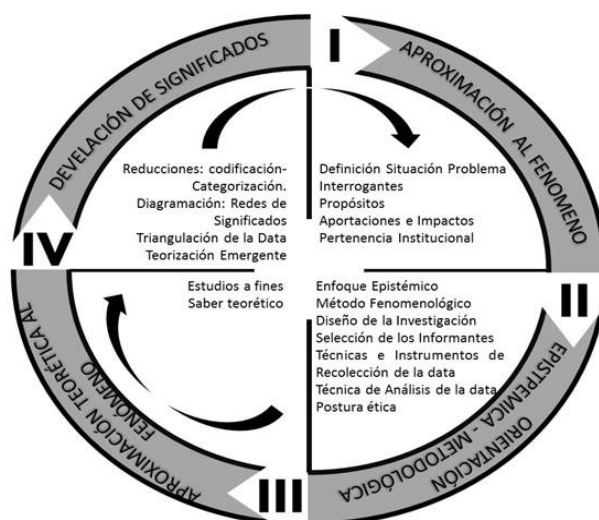 I
APROXIMACIÓN AL FENOMENO
Definición Situación Problema
Interrogantes
Propósitos
Aportaciones e Impactos
Pertenencia Institucional
II
ORIENTACIÓN
EPISTPEMICA - METODOLÓGICA
Enfoque Epistémico
Método Fenomenológico
Diseño de la Investigación
Selección de los Informantes
Técnicas e Instrumentos de
Recolección de la data
Técnica de Análisis de la data
Postura ética
III
APROXIMACIÓN TEORÉTICA AL
FENÓMENO
Estudios a fines
Saber teorético
IV
DEVELACIÓN DE SIGNIFICADOS
Reducciones: codificación-
Categorización.
Diagramación: Redes de
Significados
Triangulación de la Data
Teorización Emergente